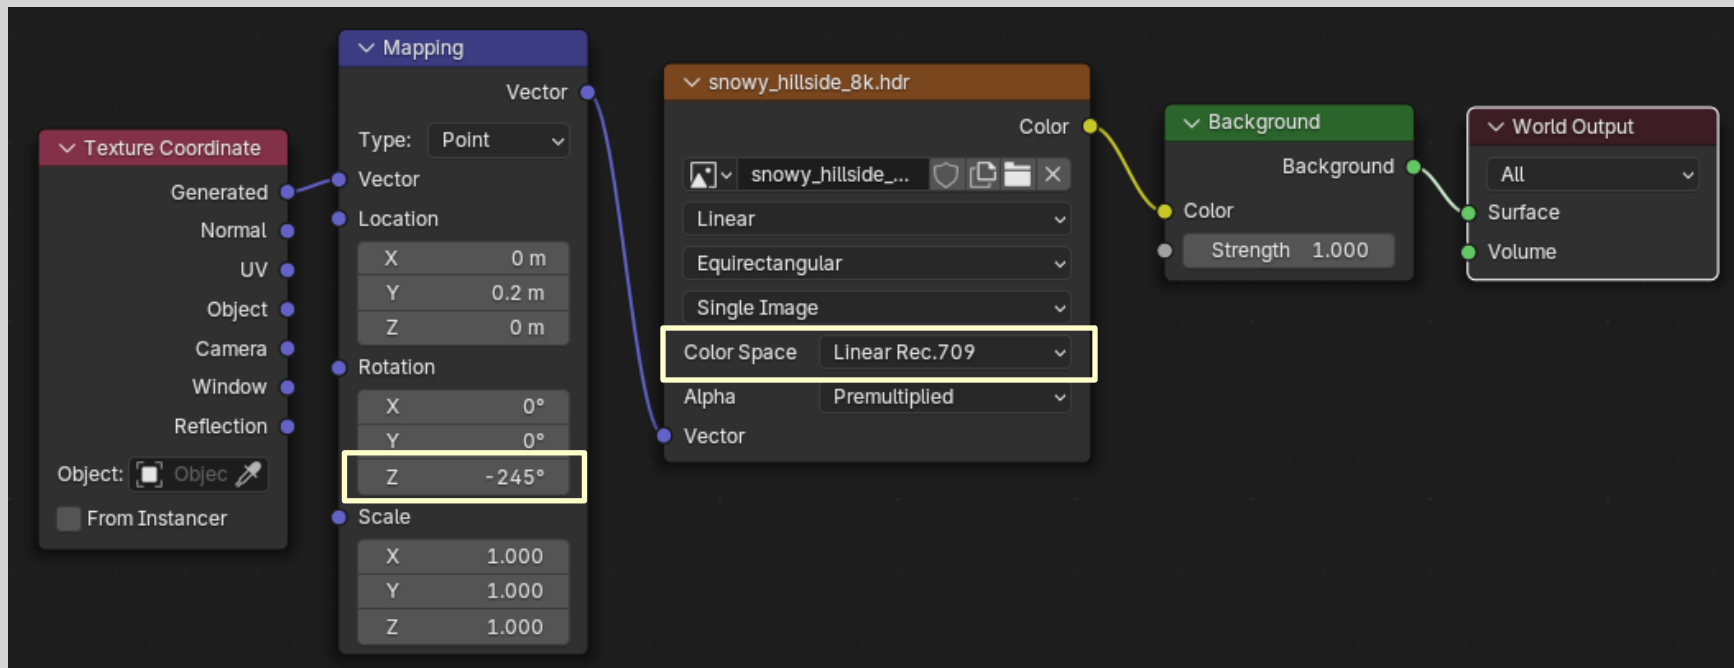 Texture Coordinate
Generated
Normal
UV
Object
Camera
Window
Reflection
Object: Objec
From Instancer
Mapping
Vector
Type: Point
Vector
Location
X 0 m
Y 0.2 m
Z 0 m
Rotation
X 0°
Y 0°
Z -245°
Scale
X 1.000
Y 1.000
Z 1.000
snowy_hillside_8k.hdr
Color
snowy_hillside_...
Linear
Equirectangular
Single Image
Color Space Linear Rec.709
Alpha Premultiplied
Vector
Background
Background
Color
Strength 1.000
World Output
All
Surface
Volume